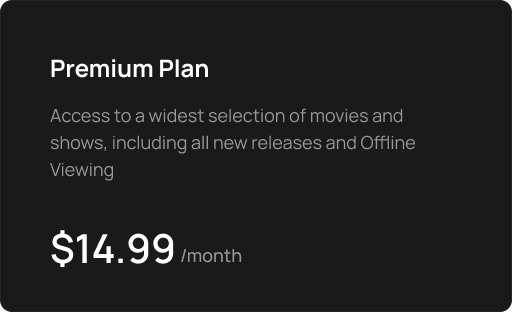 Premium Plan
Access to a widest selection of movies and
shows, including all new releases and Offline
Viewing
$14.99 /month